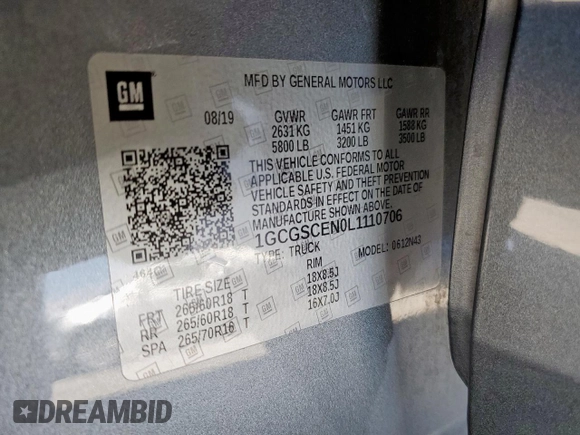 GM
MFD BY GENERAL MOTORS LLC
08/19 GVWR GAWR FRT GAWR RR
2631 KG 1451 KG 1588 KG
5800 LB 3200 LB 3500 LB
THIS VEHICLE CONFORMS TO ALL
APPLICABLE U.S. FEDERAL MOTOR
VEHICLE SAFETY AND THEFT PREVENTION
STANDARDS IN EFFECT ON THE DATE OF
MANUFACTURE SHOWN ABOVE.
1GCGSCEN0L1110706
TYPE: TRUCK MODEL: 0612N43
TIRE SIZE RIM
FRT 265/60R18 T 18X8.5J
RR 265/60R18 T 18X8.5J
SPA 265/70R16 T 16X7.0J
DREAMBID